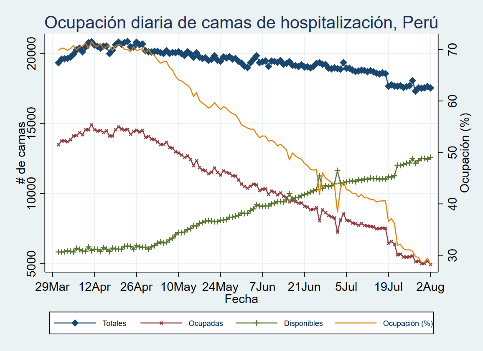 Ocupación diaria de camas de hospitalización, Perú
# de camas
20000
15000
10000
5000
Ocupación (%)
70
60
50
40
30
29Mar 12Apr 26Apr 10May 24May 7Jun 21Jun 5Jul 19Jul 2Aug
Fecha
Totales Ocupadas Disponibles Ocupación (%)